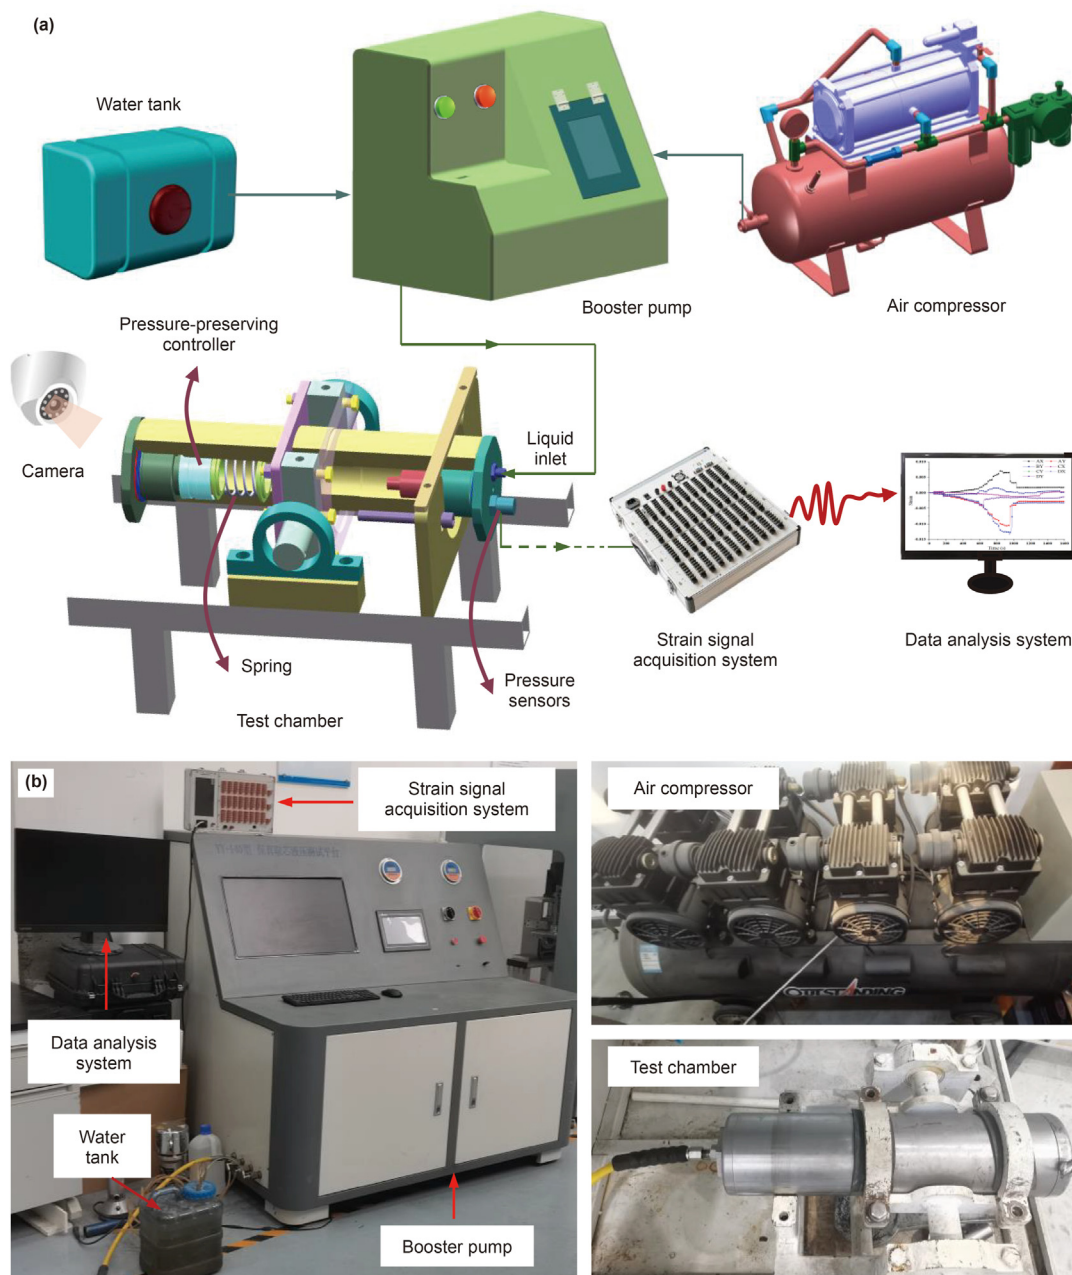 (a)
Water tank
Booster pump
Air compressor
Pressure-preserving
controller
Camera
Liquid
inlet
Spring
Pressure
sensors
Test chamber
Strain signal
acquisition system
Data analysis system
(b)
Strain signal
acquisition system
Data analysis
system
Water
tank
Booster pump
Air compressor
OUTSTANDING
Test chamber